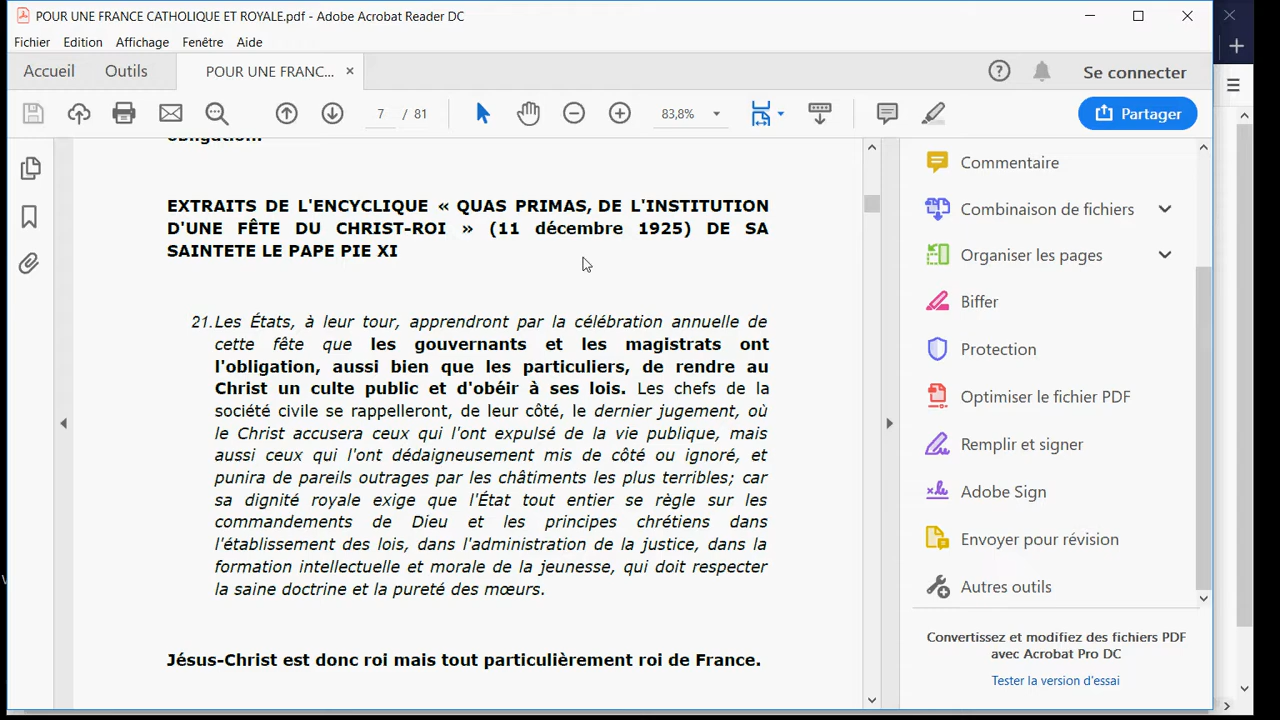 POUR UNE FRANCE CATHOLIQUE ET ROYALE.pdf - Adobe Acrobat Reader DC
Fichier Edition Affichage Fenêtre Aide
Accueil Outils POUR UNE FRANC... × Se connecter
7 / 81 83,8% Partager
obligation.
EXTRAITS DE L'ENCYCLIQUE « QUAS PRIMAS, DE L'INSTITUTION
D'UNE FÊTE DU CHRIST-ROI » (11 décembre 1925) DE SA
SAINTETE LE PAPE PIE XI
21.Les États, à leur tour, apprendront par la célébration annuelle de
cette fête que les gouvernants et les magistrats ont
l'obligation, aussi bien que les particuliers, de rendre au
Christ un culte public et d'obéir à ses lois. Les chefs de la
société civile se rappelleront, de leur côté, le dernier jugement, où
le Christ accusera ceux qui l'ont expulsé de la vie publique, mais
aussi ceux qui l'ont dédaigneusement mis de côté ou ignoré, et
punira de pareils outrages par les châtiments les plus terribles; car
sa dignité royale exige que l'État tout entier se règle sur les
commandements de Dieu et les principes chrétiens dans
l'établissement des lois, dans l'administration de la justice, dans la
formation intellectuelle et morale de la jeunesse, qui doit respecter
la saine doctrine et la pureté des mœurs.
Jésus-Christ est donc roi mais tout particulièrement roi de France.
Commentaire
Combinaison de fichiers
Organiser les pages
Biffer
Protection
Optimiser le fichier PDF
Remplir et signer
Adobe Sign
Envoyer pour révision
Autres outils
Convertissez et modifiez des fichiers PDF
avec Acrobat Pro DC
Tester la version d'essai